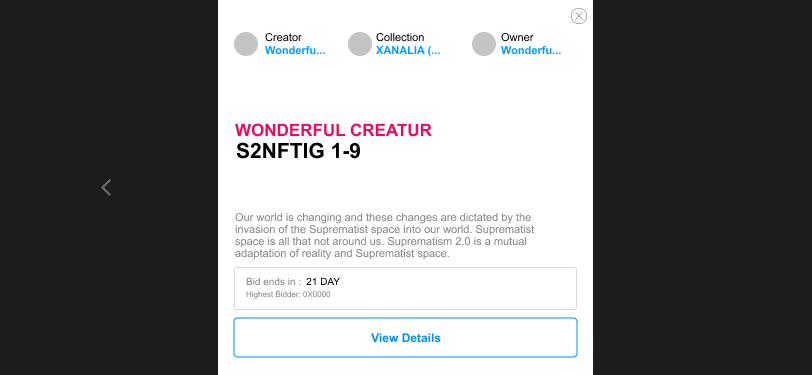 Creator
Wonderfu...
Collection
XANALIA (...
Owner
Wonderfu...
WONDERFUL CREATUR
S2NFTIG 1-9
Our world is changing and these changes are dictated by the
invasion of the Suprematist space into our world. Suprematist
space is all that not around us. Suprematism 2.0 is a mutual
adaptation of reality and Suprematist space.
Bid ends in : 21 DAY
Highest Bidder: 0X0000
View Details